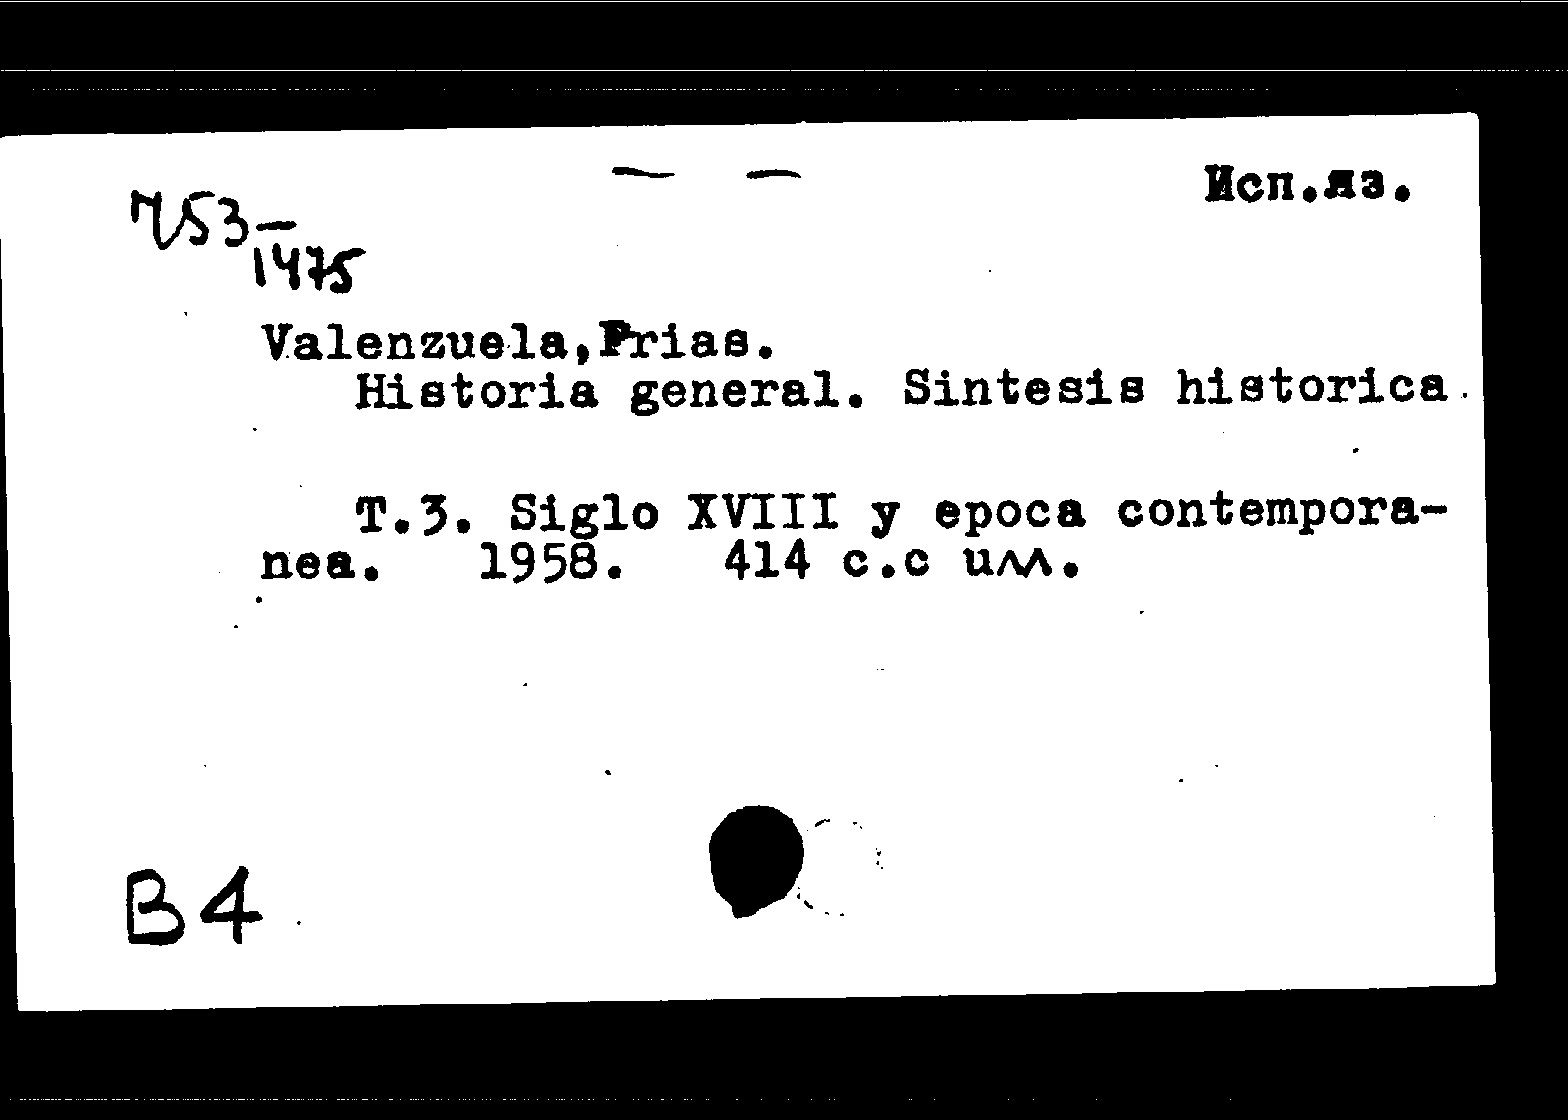 Исп.яз.
753-
1475
Valenzuela,Frias.
Historia general. Sintesis historica.
T.3. Siglo XVIII y epoca contempora-
nea. 1958. 414 с.с илл.
B4